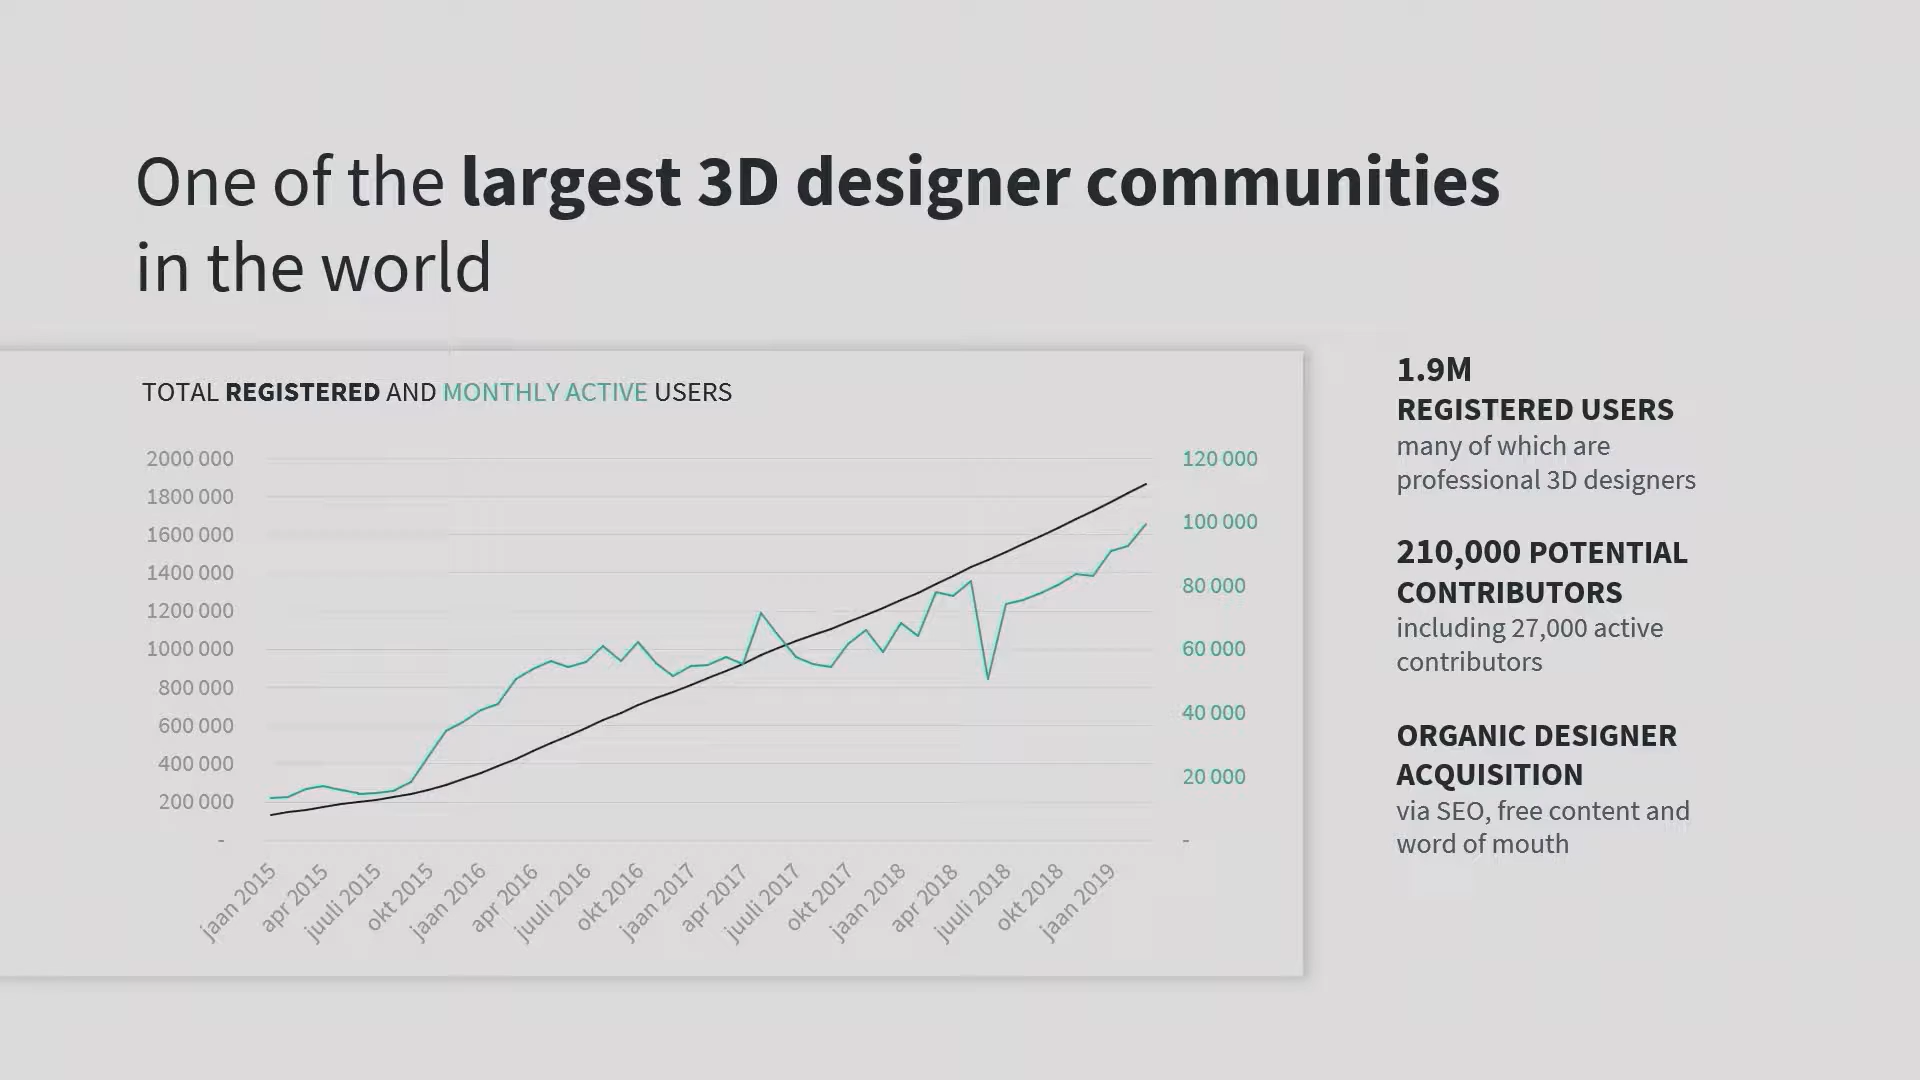 One of the largest 3D designer communities
in the world
TOTAL REGISTERED AND MONTHLY ACTIVE USERS
2000 000
1800 000
1600 000
1400 000
1200 000
1000 000
800 000
600 000
400 000
200 000
-
120 000
100 000
80 000
60 000
40 000
20 000
-
jaan 2015
apr 2015
juuli 2015
okt 2015
jaan 2016
apr 2016
juuli 2016
okt 2016
jaan 2017
apr 2017
juuli 2017
okt 2017
jaan 2018
apr 2018
juuli 2018
okt 2018
jaan 2019
1.9M
REGISTERED USERS
many of which are
professional 3D designers
210,000 POTENTIAL
CONTRIBUTORS
including 27,000 active
contributors
ORGANIC DESIGNER
ACQUISITION
via SEO, free content and
word of mouth